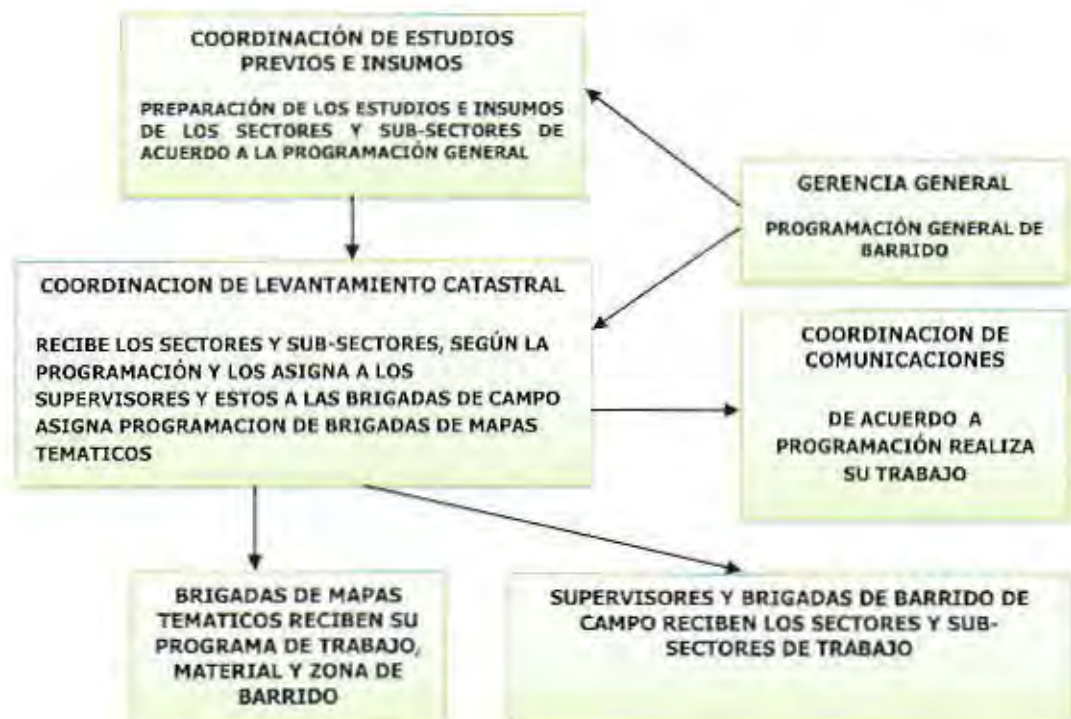 COORDINACIÓN DE ESTUDIOS
PREVIOS E INSUMOS
PREPARACIÓN DE LOS ESTUDIOS E INSUMOS
DE LOS SECTORES Y SUB-SECTORES DE
ACUERDO A LA PROGRAMACIÓN GENERAL
GERENCIA GENERAL
PROGRAMACIÓN GENERAL DE
BARRIDO
COORDINACION DE LEVANTAMIENTO CATASTRAL
RECIBE LOS SECTORES Y SUB-SECTORES, SEGÚN LA
PROGRAMACIÓN Y LOS ASIGNA A LOS
SUPERVISORES Y ESTOS A LAS BRIGADAS DE CAMPO
ASIGNA PROGRAMACION DE BRIGADAS DE MAPAS
TEMATICOS
COORDINACION DE
COMUNICACIONES
DE ACUERDO A
PROGRAMACIÓN REALIZA
SU TRABAJO
BRIGADAS DE MAPAS
TEMATICOS RECIBEN SU
PROGRAMA DE TRABAJO,
MATERIAL Y ZONA DE
BARRIDO
SUPERVISORES Y BRIGADAS DE BARRIDO DE
CAMPO RECIBEN LOS SECTORES Y SUB-
SECTORES DE TRABAJO